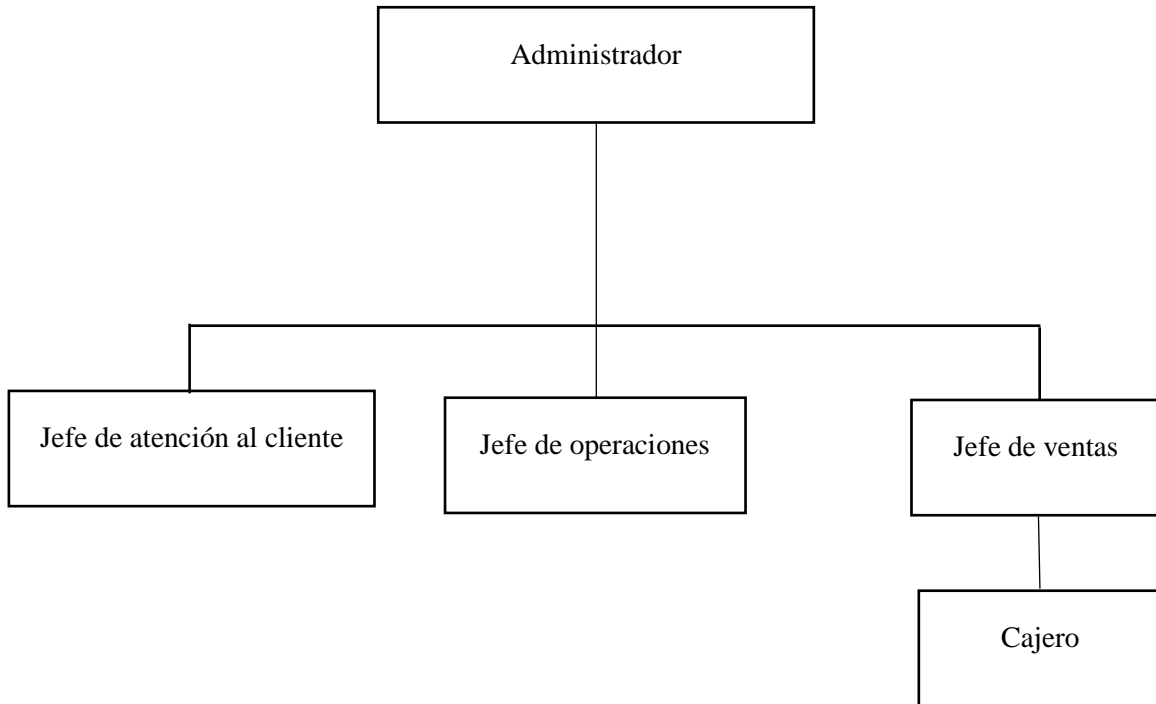 Administrador
Jefe de atención al cliente
Jefe de operaciones
Jefe de ventas
Cajero